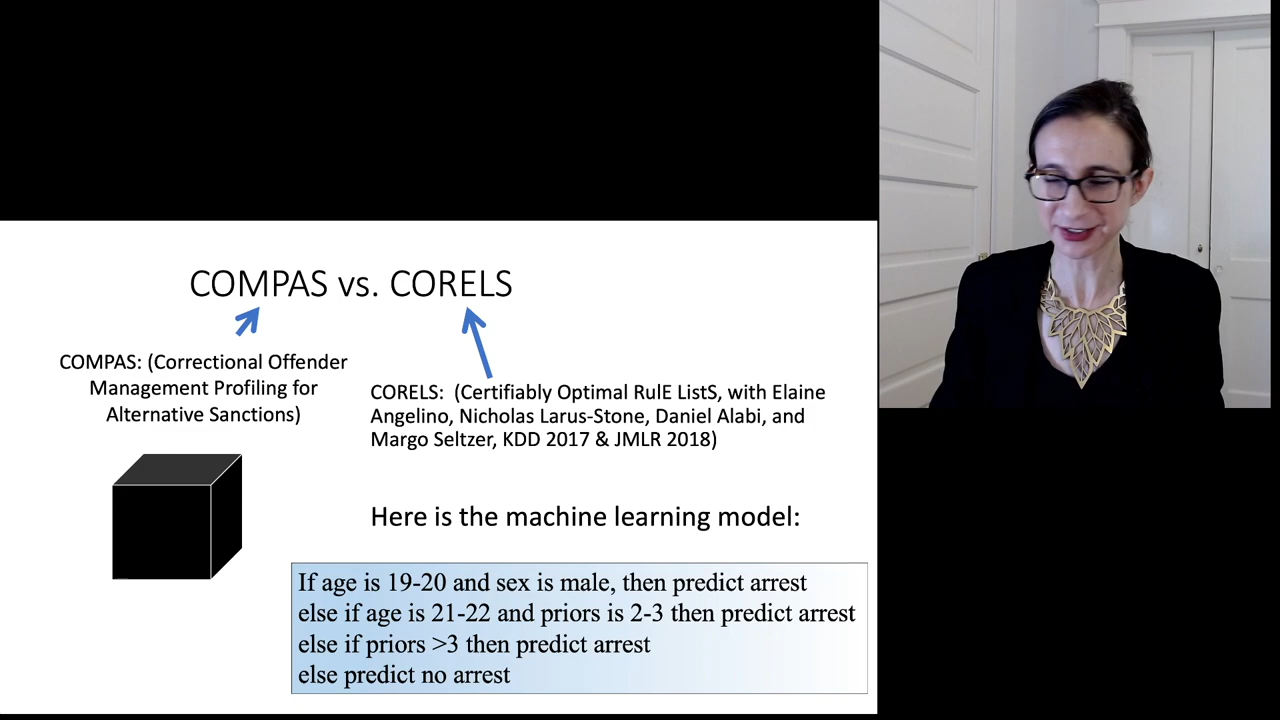 COMPAS vs. CORELS
COMPAS: (Correctional Offender
Management Profiling for
Alternative Sanctions)
CORELS:  (Certifiably Optimal RulE ListS, with Elaine
Angelino, Nicholas Larus-Stone, Daniel Alabi, and
Margo Seltzer, KDD 2017 & JMLR 2018)
Here is the machine learning model:
If age is 19-20 and sex is male, then predict arrest
else if age is 21-22 and priors is 2-3 then predict arrest
else if priors >3 then predict arrest
else predict no arrest